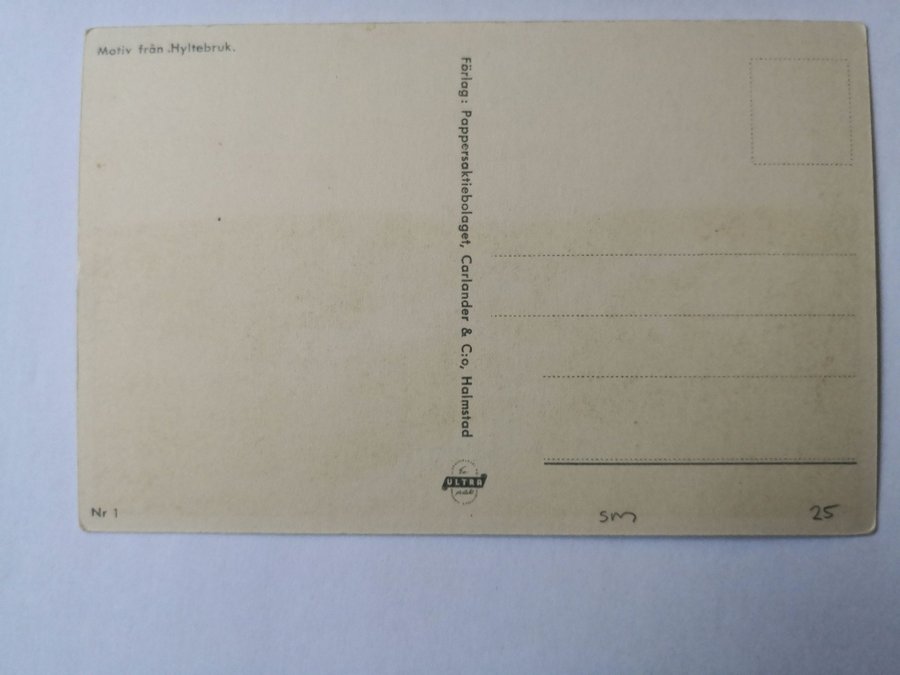 Motiv från .Hyltebruk.
Förlag: Pappersaktiebolaget, Carlander & C:o, Halmstad
ULTRA
Nr 1
sm
25